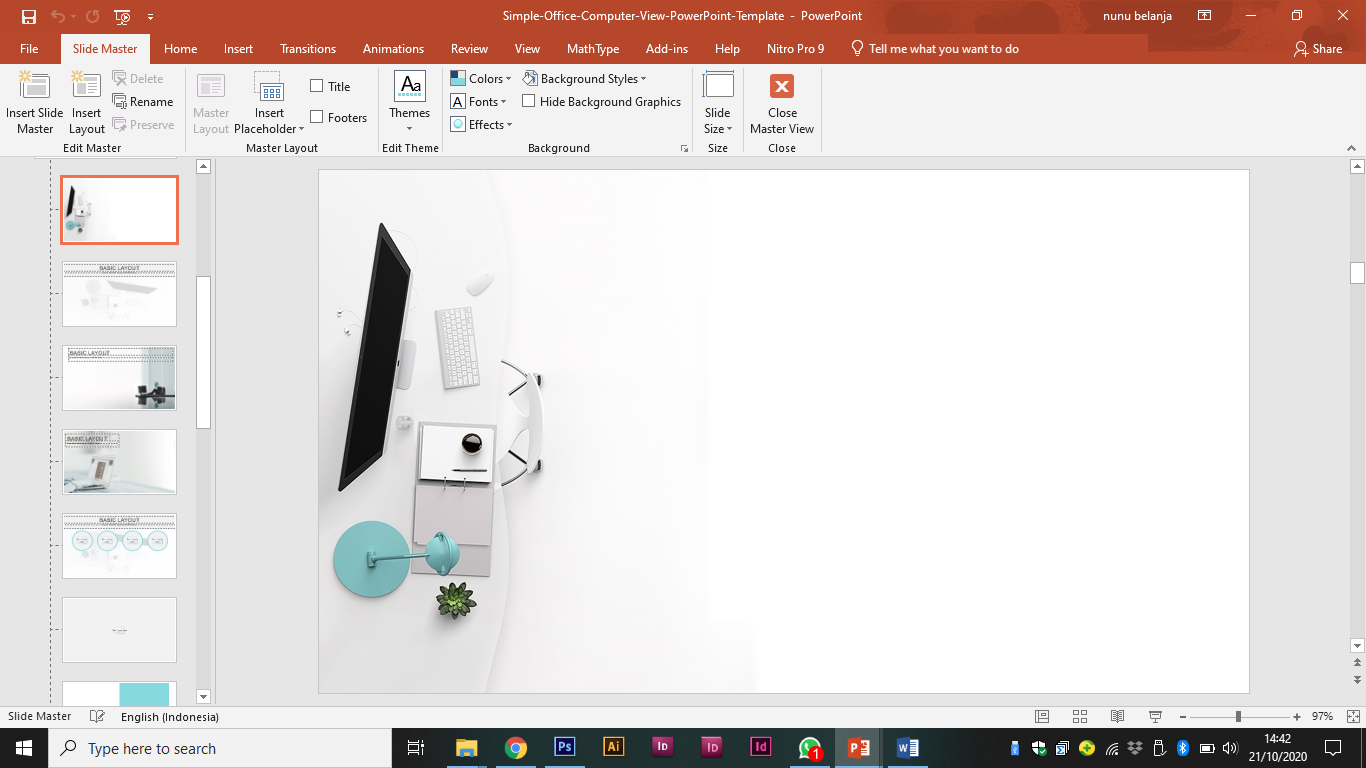 Simple-Office-Computer-View-PowerPoint-Template - PowerPoint
nunu belanja
File Slide Master Home Insert Transitions Animations Review View MathType Add-ins Help Nitro Pro 9 Tell me what you want to do Share
Insert Slide Master
Insert Layout
Delete
Rename
Preserve
Edit Master
Master Layout
Insert Placeholder
Title
Footers
Master Layout
Aa
Themes
Edit Theme
Colors
A Fonts
Effects
Background Styles
Hide Background Graphics
Background
Slide Size
Size
Close Master View
Close
BASIC LAYOUT
BASIC LAYOUT
BASIC LAYOUT
BASIC LAYOUT
Slide Master English (Indonesia) 97%
Type here to search
Ps
Ai
ID
ID
Id
1
P
W
14:42
21/10/2020